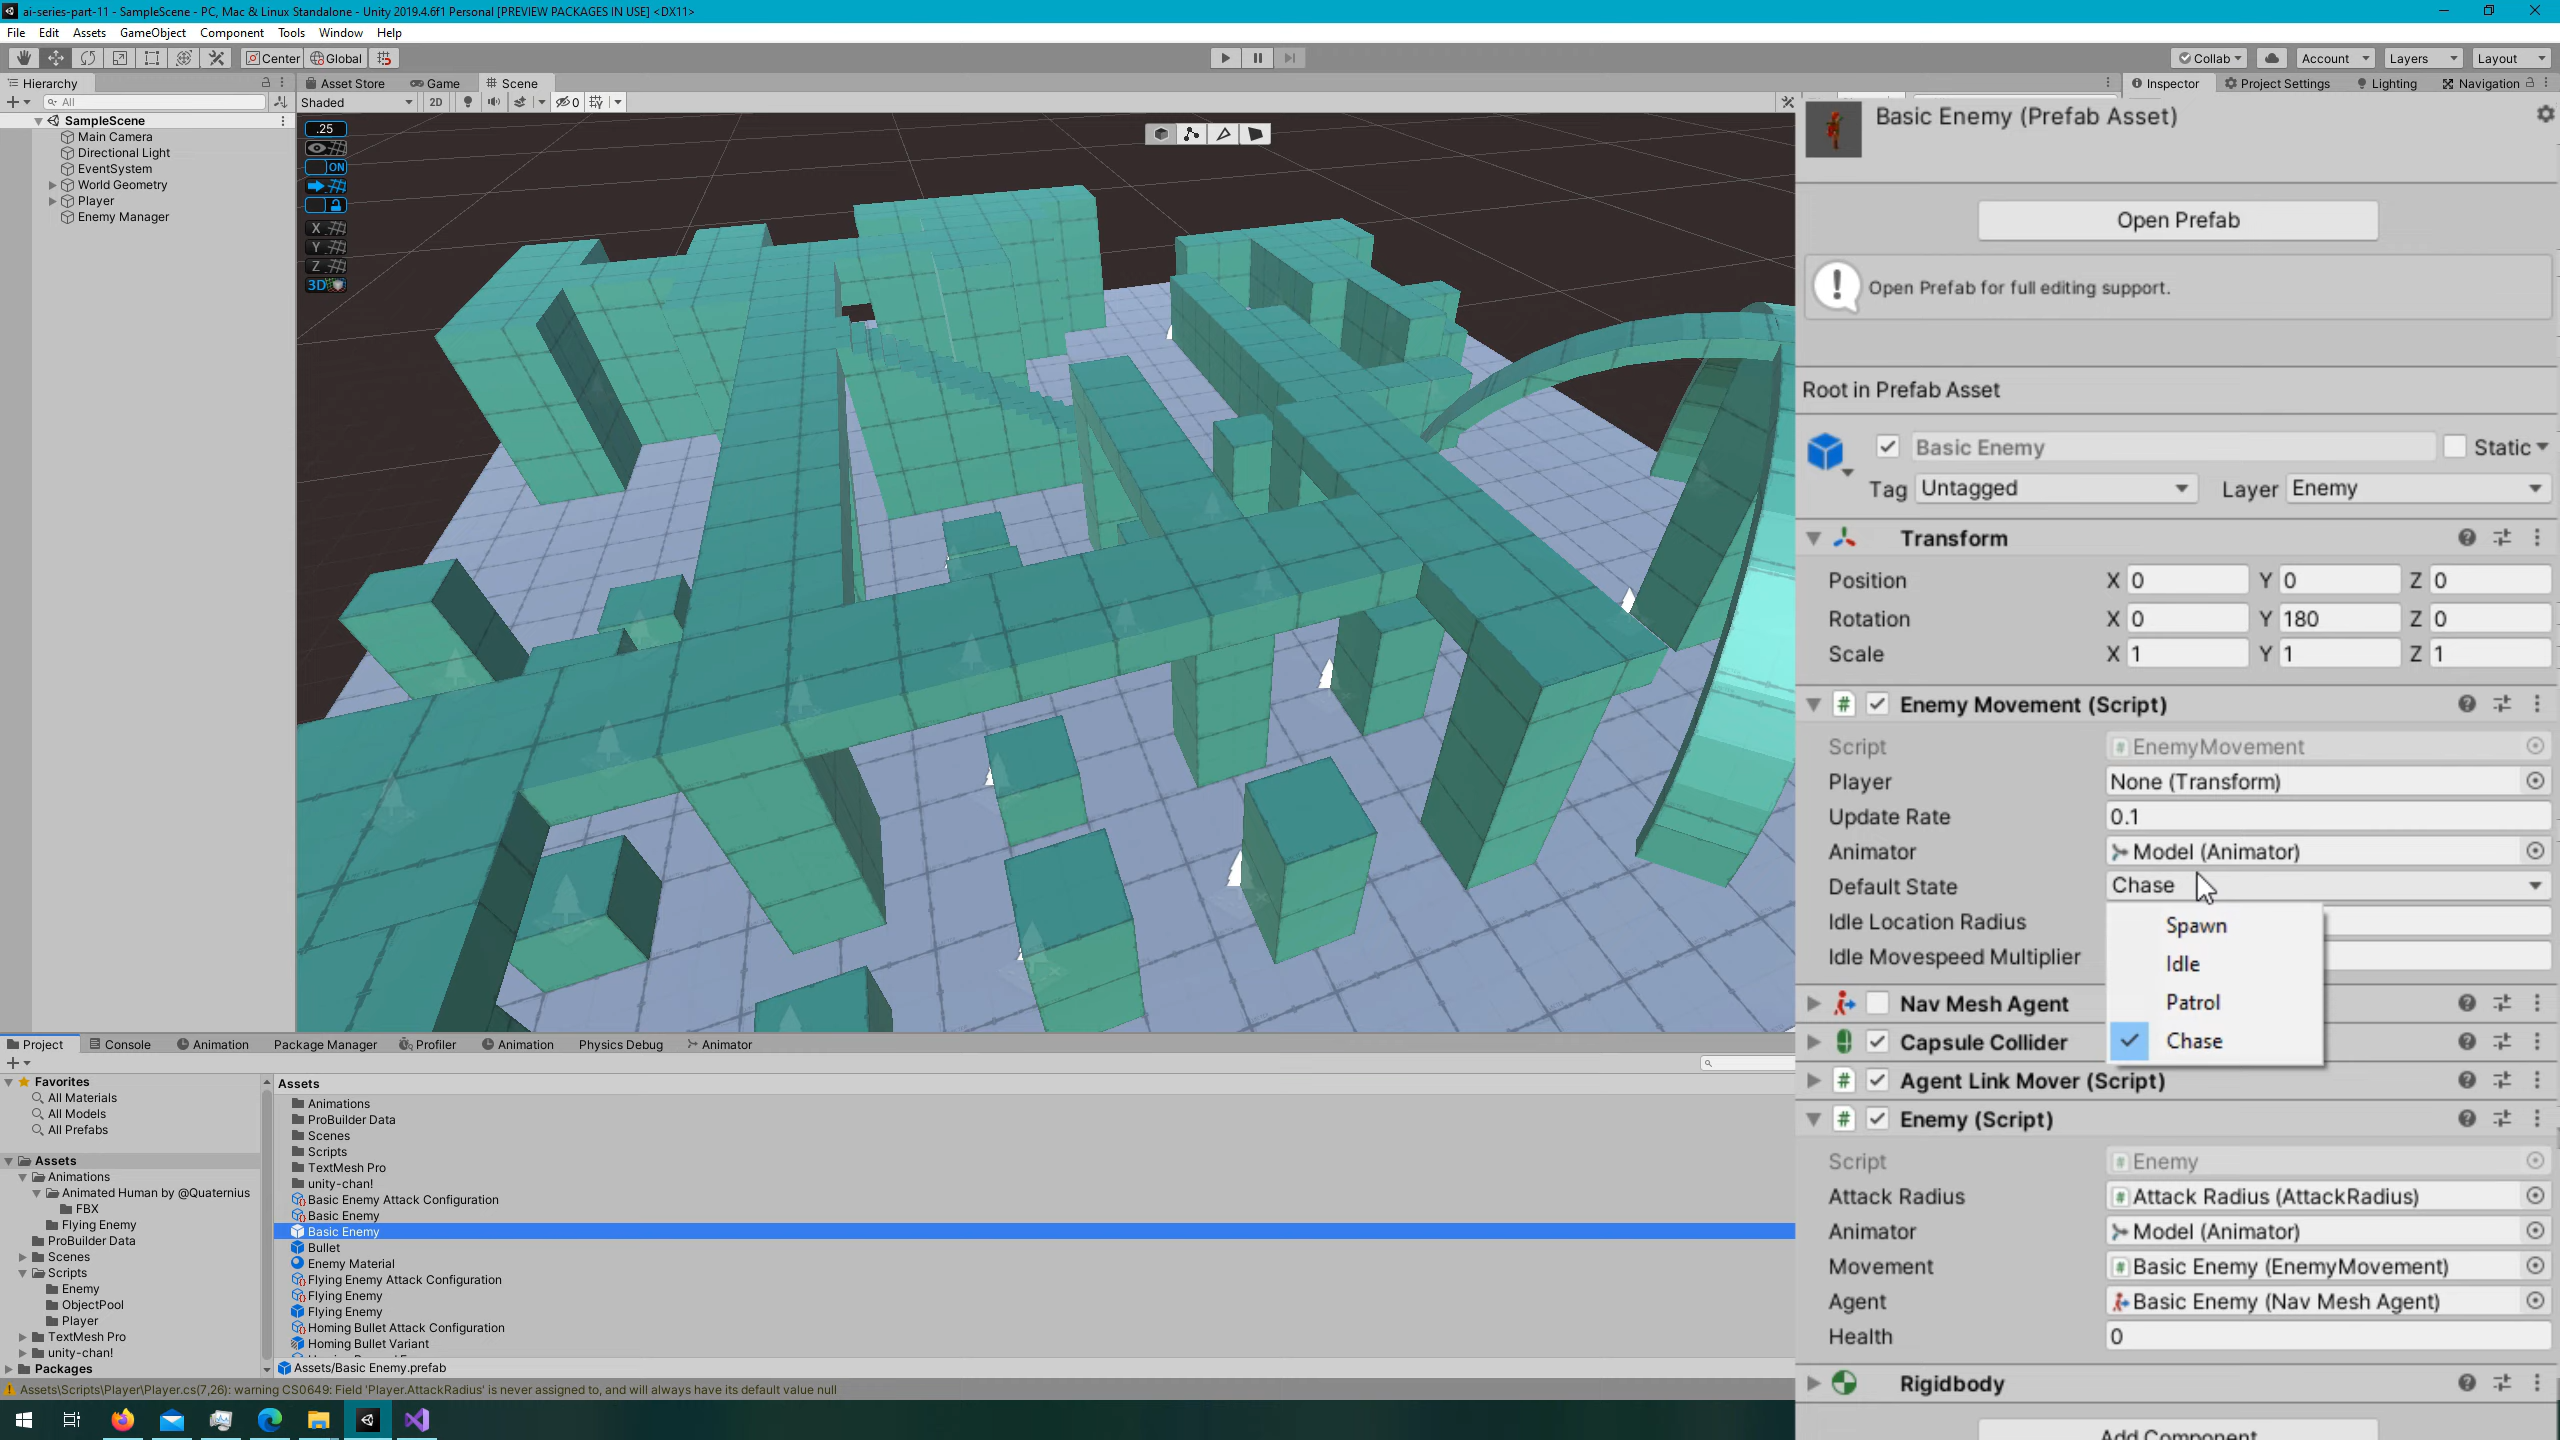 ai-series-part-11 - SampleScene - PC, Mac & Linux Standalone - Unity 2019.4.6f1 Personal [PREVIEW PACKAGES IN USE] <DX11>
File Edit Assets GameObject Component Tools Window Help
Center Global Collab Account Layers Layout
Hierarchy Asset Store Game Scene Inspector Project Settings Lighting Navigation
All Shaded 2D 0
SampleScene
Main Camera
Directional Light
EventSystem
World Geometry
Player
Enemy Manager
.25
ON
X
Y
Z
3D
Basic Enemy (Prefab Asset)
Open Prefab
Open Prefab for full editing support.
Root in Prefab Asset
Basic Enemy Static
Tag Untagged Layer Enemy
Transform
Position X 0 Y 0 Z 0
Rotation X 0 Y 180 Z 0
Scale X 1 Y 1 Z 1
Enemy Movement (Script)
Script EnemyMovement
Player None (Transform)
Update Rate 0.1
Animator Model (Animator)
Default State Chase
Idle Location Radius
Idle Movespeed Multiplier
Spawn
Idle
Patrol
Chase
Nav Mesh Agent
Capsule Collider
Agent Link Mover (Script)
Enemy (Script)
Script Enemy
Attack Radius Attack Radius (AttackRadius)
Animator Model (Animator)
Movement Basic Enemy (EnemyMovement)
Agent Basic Enemy (Nav Mesh Agent)
Health 0
Rigidbody
Add Component
Project Console Animation Package Manager Profiler Animation Physics Debug Animator
Favorites
All Materials
All Models
All Prefabs
Assets
Animations
Animated Human by @Quaternius
FBX
Flying Enemy
ProBuilder Data
Scenes
Scripts
Enemy
ObjectPool
Player
TextMesh Pro
unity-chan!
Packages
Assets
Animations
ProBuilder Data
Scenes
Scripts
TextMesh Pro
unity-chan!
Basic Enemy Attack Configuration
Basic Enemy
Basic Enemy
Bullet
Enemy Material
Flying Enemy Attack Configuration
Flying Enemy
Flying Enemy
Homing Bullet Attack Configuration
Homing Bullet Variant
Assets/Basic Enemy.prefab
Assets\Scripts\Player\Player.cs(7,26): warning CS0649: Field 'Player.AttackRadius' is never assigned to, and will always have its default value null